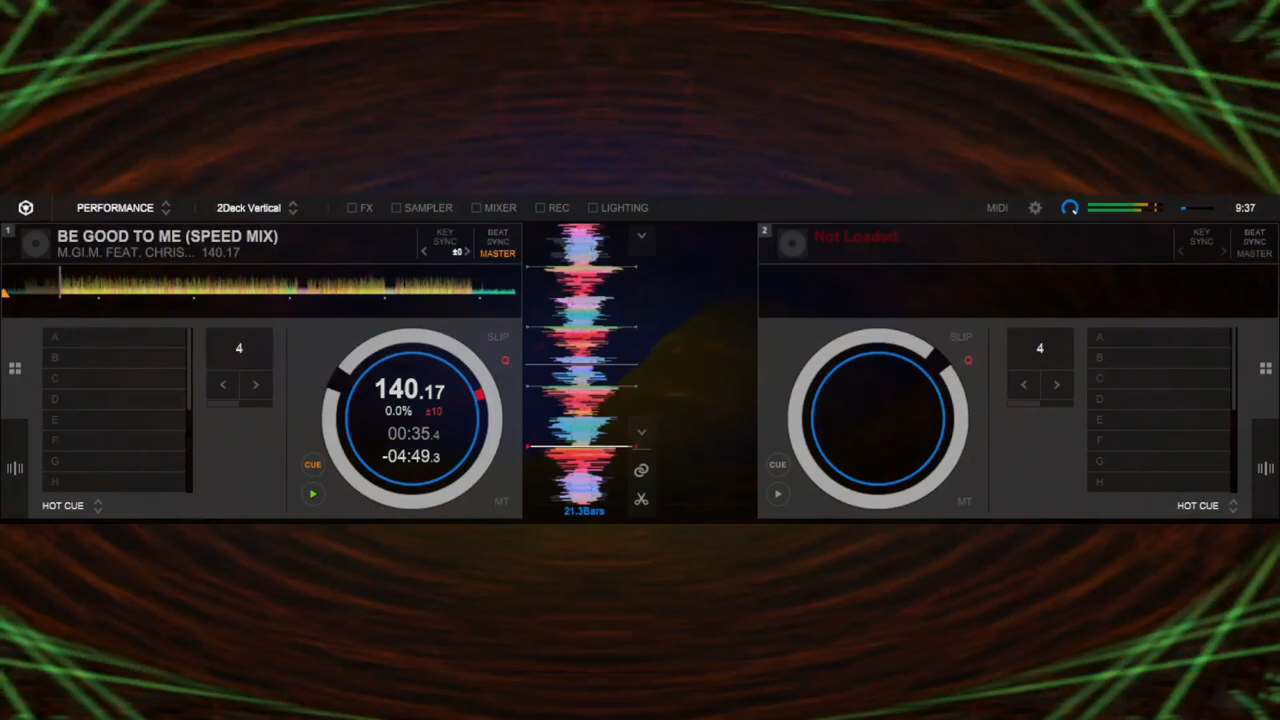 PERFORMANCE 2Deck Vertical FX SAMPLER MIXER REC LIGHTING MIDI 9:37
1 BE GOOD TO ME (SPEED MIX)
M.GI.M. FEAT. CHRIS... 140.17
KEY SYNC
±0
BEAT SYNC
MASTER
2 Not Loaded.
KEY SYNC
BEAT SYNC
MASTER
A
B
C
D
E
F
G
H
HOT CUE
4
SLIP
Q
140.17
0.0% ±10
00:35.4
-04:49.3
CUE
MT
21.3Bars
SLIP
Q
CUE
MT
4
A
B
C
D
E
F
G
H
HOT CUE